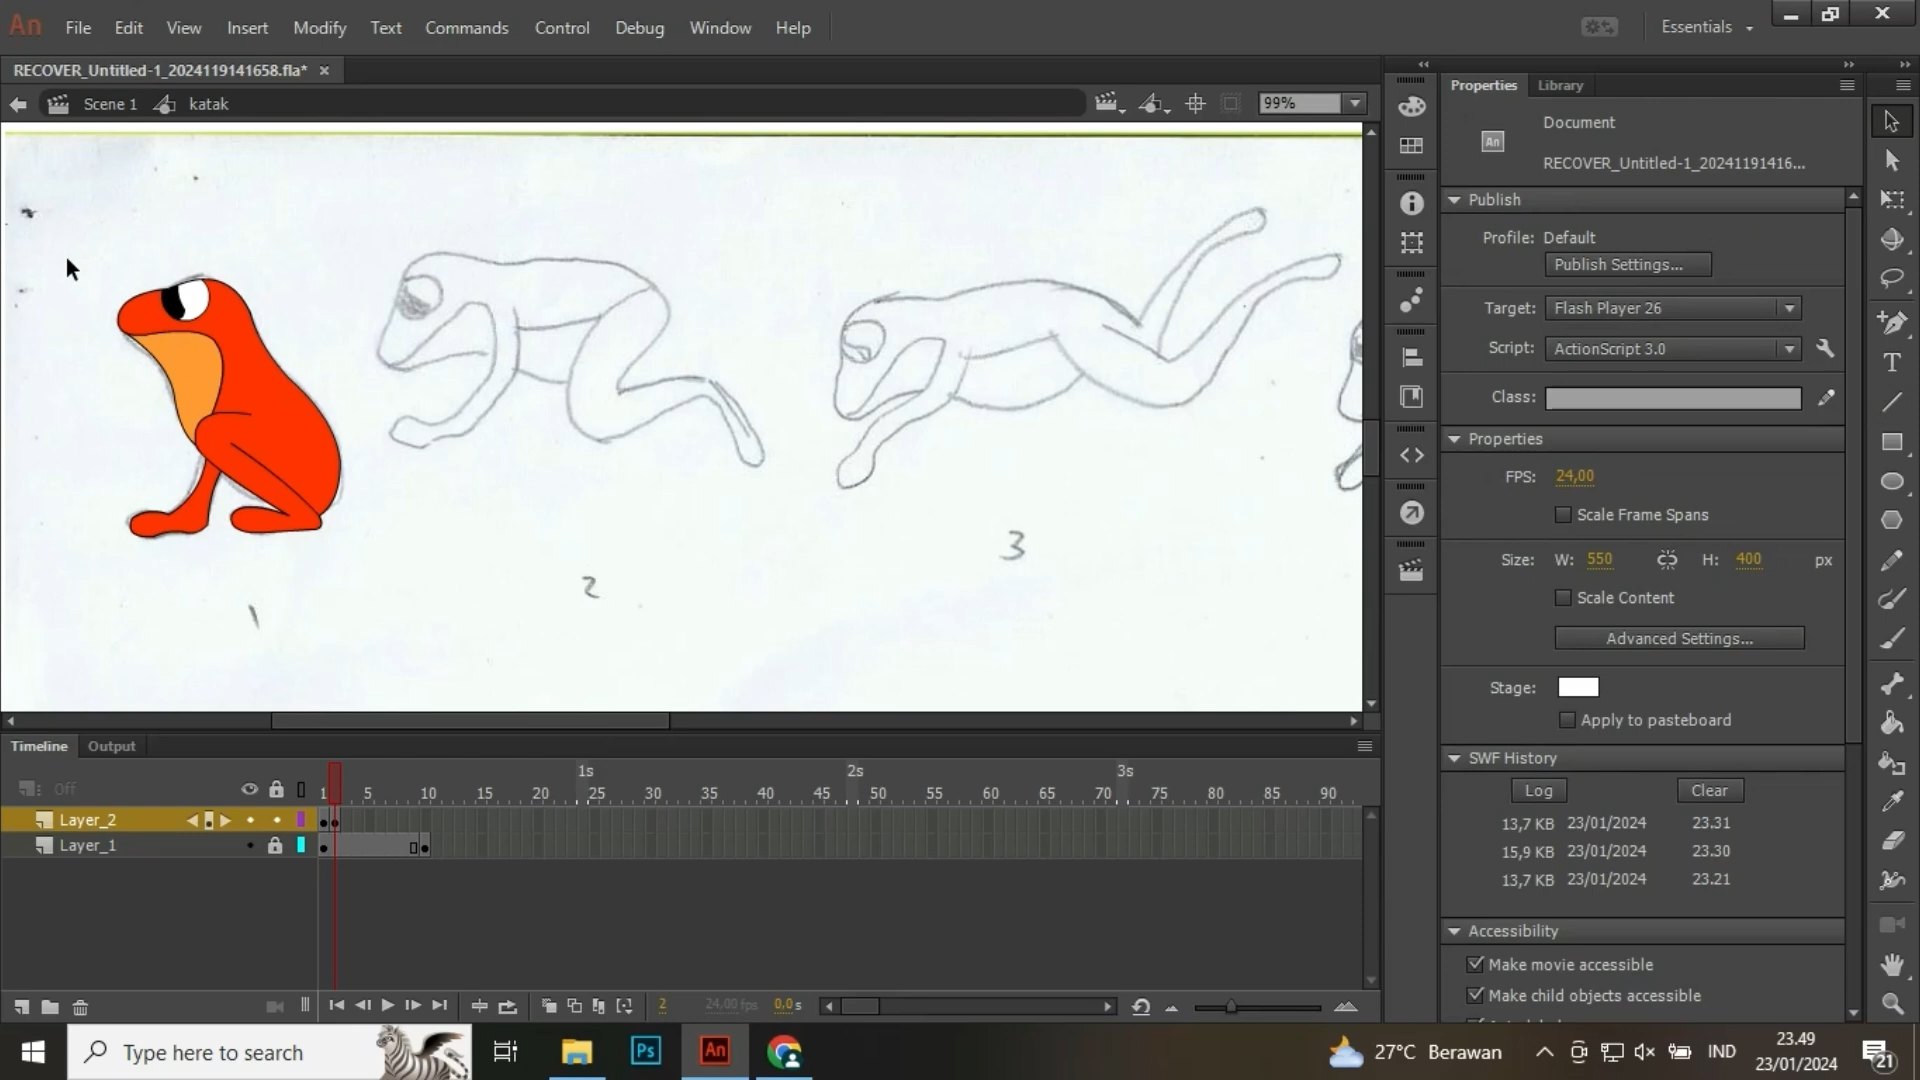 An File Edit View Insert Modify Text Commands Control Debug Window Help Essentials
RECOVER_Untitled-1_2024119141658.fla*
Scene 1 katak 99%
1
2
3
Timeline Output
Off
1s 2s 3s
1 5 10 15 20 25 30 35 40 45 50 55 60 65 70 75 80 85 90
Layer_2
Layer_1
2 24,00 fps 0,0 s
Properties Library
Document
An
RECOVER_Untitled-1_20241191416...
Publish
Profile: Default
Publish Settings...
Target: Flash Player 26
Script: ActionScript 3.0
Class:
Properties
FPS: 24,00
Scale Frame Spans
Size: W: 550 H: 400 px
Scale Content
Advanced Settings...
Stage:
Apply to pasteboard
SWF History
Log Clear
13,7 KB 23/01/2024 23.31
15,9 KB 23/01/2024 23.30
13,7 KB 23/01/2024 23.21
Accessibility
Make movie accessible
Make child objects accessible
T
Type here to search
Ps An
27°C Berawan IND
23.49
23/01/2024
21